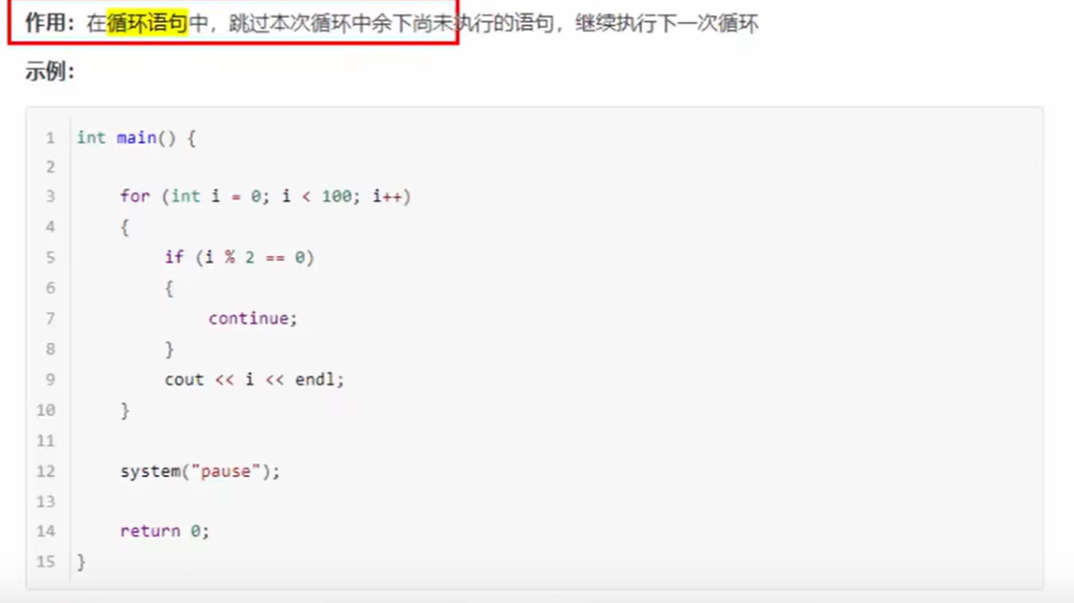 作用：在循环语句中，跳过本次循环中余下尚未执行的语句，继续执行下一次循环
示例：
1 int main() {
2
3     for (int i = 0; i < 100; i++)
4     {
5         if (i % 2 == 0)
6         {
7             continue;
8         }
9         cout << i << endl;
10     }
11
12     system("pause");
13
14     return 0;
15 }